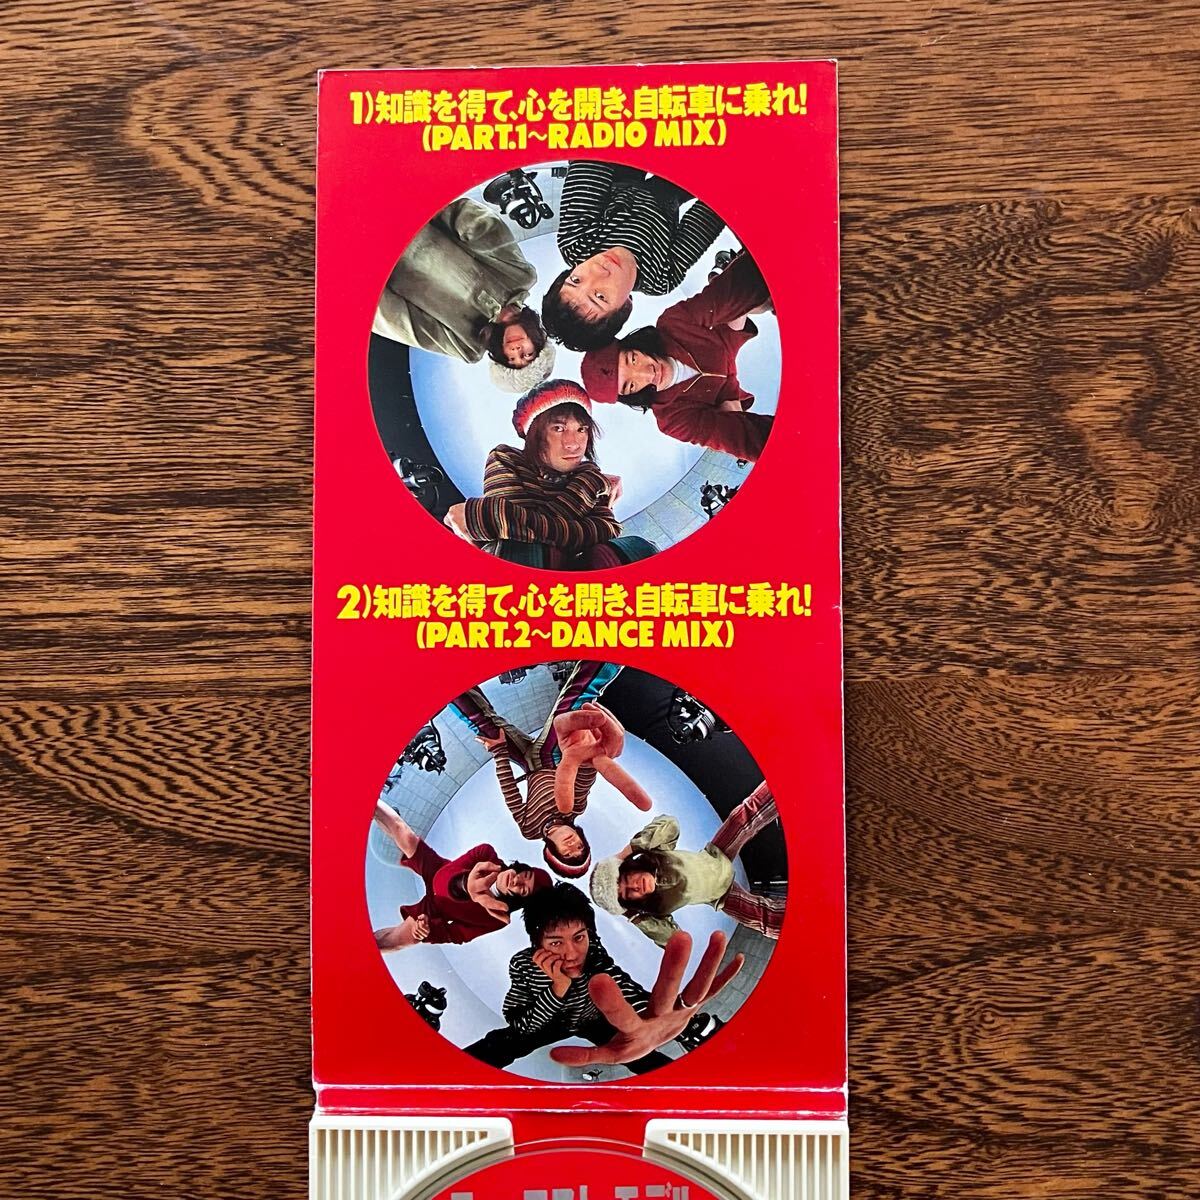 1)知識を得て、心を開き、自転車に乗れ!
(PART.1~RADIO MIX)
2)知識を得て、心を開き、自転車に乗れ!
(PART.2~DANCE MIX)